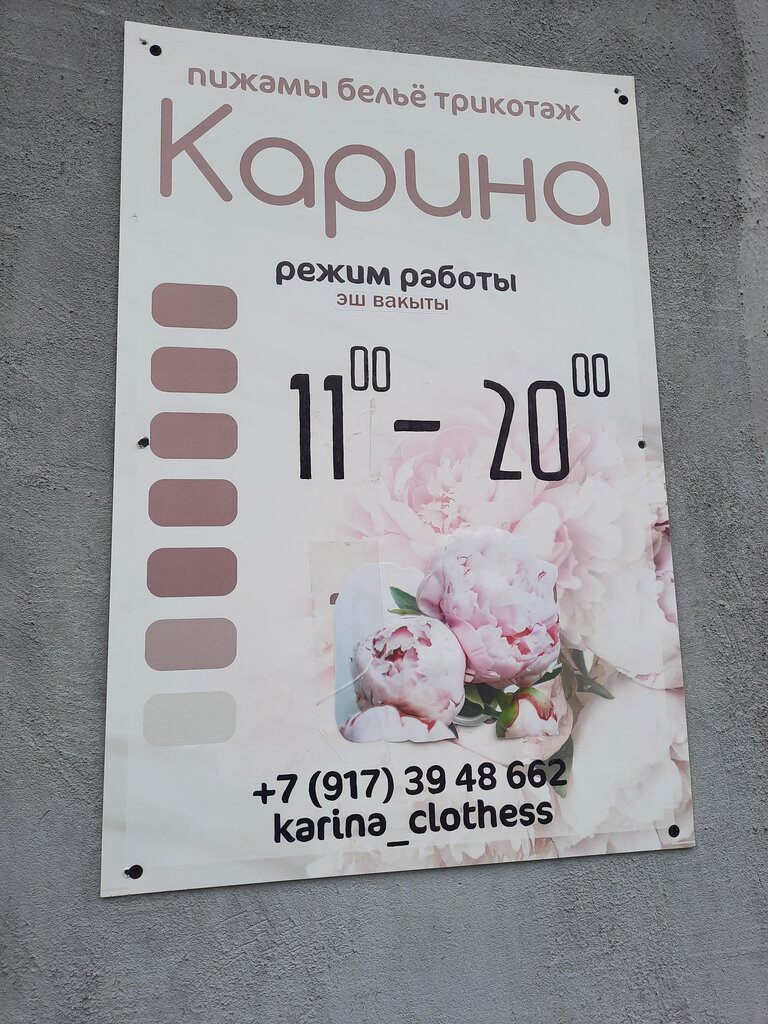 пижамы бельё трикотаж
Карина
режим работы
эш вакыты
11⁰⁰ – 20⁰⁰
+7 (917) 39 48 662
karina_clothess